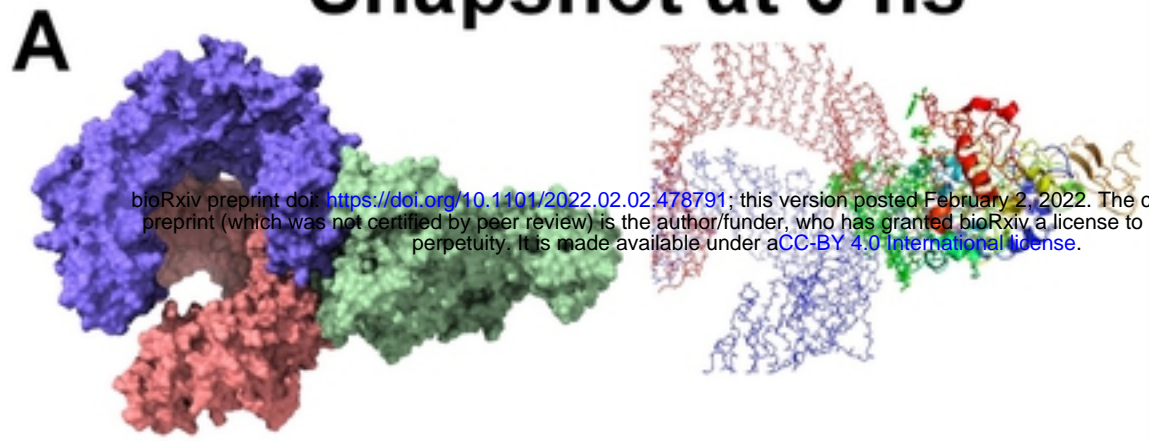 Snapshot at 0 ns
A
bioRxiv preprint doi: https://doi.org/10.1101/2022.02.02.478791; this version posted February 2, 2022. The c
preprint (which was not certified by peer review) is the author/funder, who has granted bioRxiv a license to
perpetuity. It is made available under aCC-BY 4.0 International license.